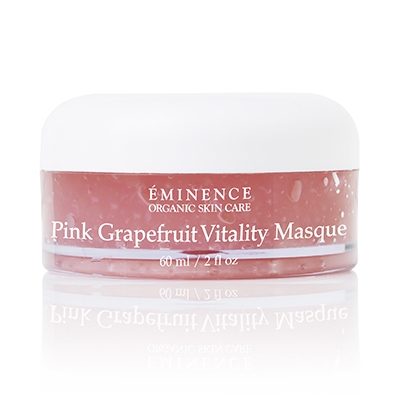 ÉMINENCE
ORGANIC SKIN CARE
Pink Grapefruit Vitality Masque
60 ml / 2 fl oz